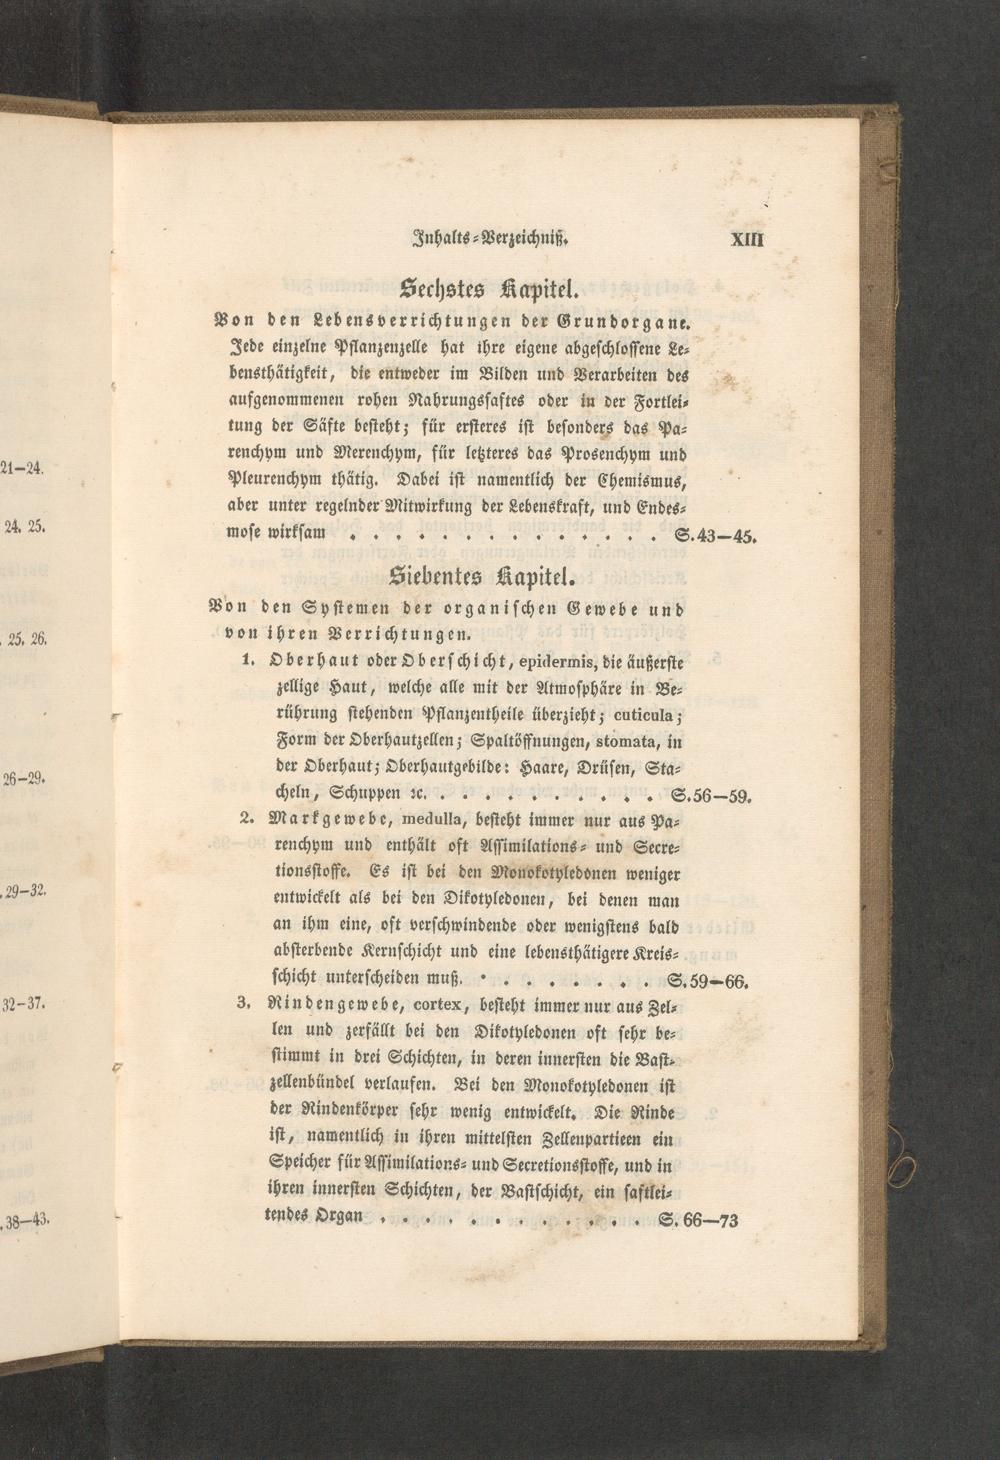 21—24.
24. 25.
25. 26.
26—29.
29—32.
32—37.
38—43.
Inhalts-Verzeichniß. XIII
Sechstes Kapitel.
Von den Lebensverrichtungen der Grundorgane.
Jede einzelne Pflanzenzelle hat ihre eigene abgeschlossene Le-
bensthätigkeit, die entweder im Bilden und Verarbeiten des
aufgenommenen rohen Nahrungssaftes oder in der Fortlei-
tung der Säfte besteht; für ersteres ist besonders das Pa-
renchym und Merenchym, für letzteres das Prosenchym und
Pleurenchym thätig. Dabei ist namentlich der Chemismus,
aber unter regelnder Mitwirkung der Lebenskraft, und Endes-
mose wirksam . . . . . . . . . . . S. 43—45.
Siebentes Kapitel.
Von den Systemen der organischen Gewebe und
von ihren Verrichtungen.
1. Oberhaut oder Oberschicht, epidermis, die äußerste
zellige Haut, welche alle mit der Atmosphäre in Be-
rührung stehenden Pflanzentheile überzieht; cuticula;
Form der Oberhautzellen; Spaltöffnungen, stomata, in
der Oberhaut; Oberhautgebilde: Haare, Drüsen, Sta-
cheln, Schuppen ꝛc. . . . . . . . . . S. 56—59.
2. Markgewebe, medulla, besteht immer nur aus Pa-
renchym und enthält oft Assimilations- und Secre-
tionsstoffe. Es ist bei den Monokotyledonen weniger
entwickelt als bei den Dikotyledonen, bei denen man
an ihm eine, oft verschwindende oder wenigstens bald
absterbende Kernschicht und eine lebensthätigere Kreis-
schicht unterscheiden muß. . . . . . . . S. 59—66.
3. Rindengewebe, cortex, besteht immer nur aus Zel-
len und zerfällt bei den Dikotyledonen oft sehr be-
stimmt in drei Schichten, in deren innersten die Bast-
zellenbündel verlaufen. Bei den Monokotyledonen ist
der Rindenkörper sehr wenig entwickelt. Die Rinde
ist, namentlich in ihren mittelsten Zellenpartieen ein
Speicher für Assimilations- und Secretionsstoffe, und in
ihren innersten Schichten, der Bastschicht, ein saftlei-
tendes Organ . . . . . . . . . . S. 66—73